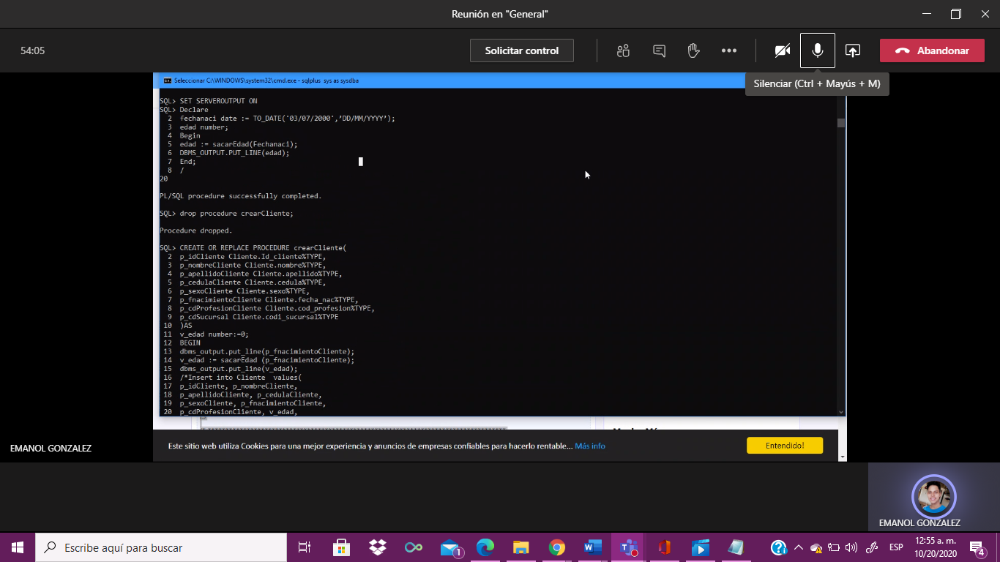 Reunión en "General"
54:05
Solicitar control
Abandonar
Silenciar (Ctrl + Mayús + M)
Seleccionar C:\WINDOWS\system32\cmd.exe - sqlplus sys as sysdba
SQL> SET SERVEROUTPUT ON
SQL> Declare
2 fechanaci date := TO_DATE('03/07/2000','DD/MM/YYYY');
3 edad number;
4 Begin
5 edad := sacarEdad(Fechanaci);
6 DBMS_OUTPUT.PUT_LINE(edad);
7 End;
8 /
20
PL/SQL procedure successfully completed.
SQL> drop procedure crearCliente;
Procedure dropped.
SQL> CREATE OR REPLACE PROCEDURE crearCliente(
2 p_idCliente Cliente.Id_cliente%TYPE,
3 p_nombreCliente Cliente.nombre%TYPE,
4 p_apellidoCliente Cliente.apellido%TYPE,
5 p_cedulaCliente Cliente.cedula%TYPE,
6 p_sexoCliente Cliente.sexo%TYPE,
7 p_fnacimientoCliente Cliente.fecha_nac%TYPE,
8 p_cdProfesionCliente Cliente.cod_profesion%TYPE,
9 p_cdSucursal Cliente.codi_sucursal%TYPE
10 )AS
11 v_edad number:=0;
12 BEGIN
13 dbms_output.put_line(p_fnacimientoCliente);
14 v_edad := sacarEdad (p_fnacimientoCliente);
15 dbms_output.put_line(v_edad);
16 /*Insert into Cliente values(
17 p_idCliente, p_nombreCliente,
18 p_apellidoCliente, p_cedulaCliente,
19 p_sexoCliente, p_fnacimientoCliente,
20 p_cdProfesionCliente, v_edad,
Este sitio web utiliza Cookies para una mejor experiencia y anuncios de empresas confiables para hacerlo rentable... Más info
Entendido!
EMANOL GONZALEZ
EMANOL GONZALEZ
Escribe aquí para buscar
1
ESP
12:55 a. m.
10/20/2020
4